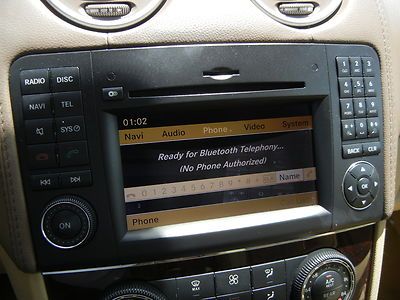 RADIO DISC
NAVI TEL
SYS
ON
01:02
Navi Audio Phone Video System
Ready for Bluetooth Telephony...
(No Phone Authorized)
0 1 2 3 4 5 6 7 8 9 * Name
Phone
1 2 3
4 5 6
7 8 9
* 0 #
BACK CLR
OK
MAX
A/C